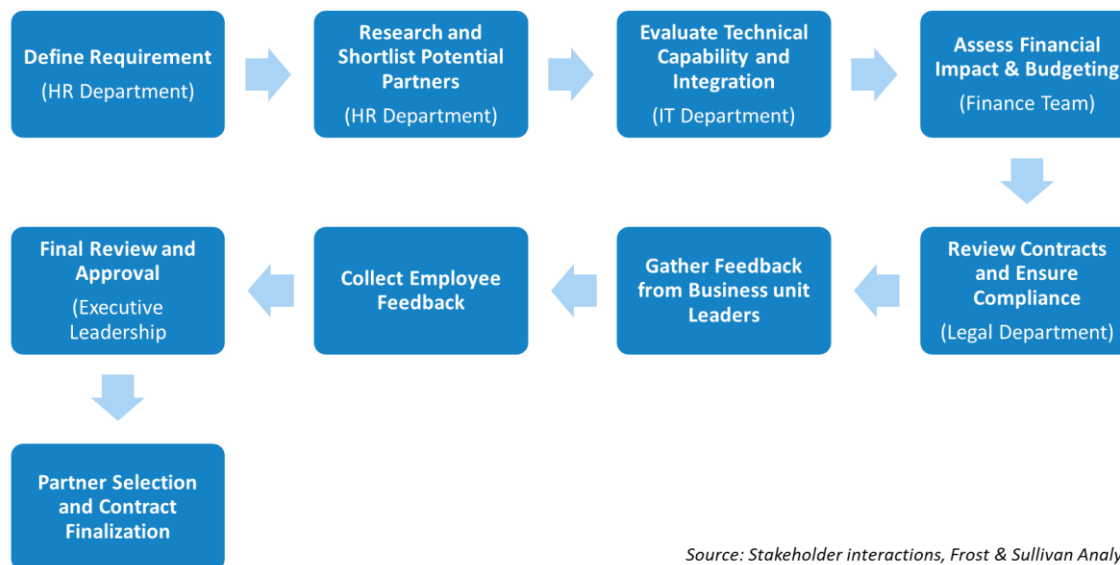 Define Requirement
(HR Department)
Research and
Shortlist Potential
Partners
(HR Department)
Evaluate Technical
Capability and
Integration
(IT Department)
Assess Financial
Impact & Budgeting
(Finance Team)
Review Contracts
and Ensure
Compliance
(Legal Department)
Gather Feedback
from Business unit
Leaders
Collect Employee
Feedback
Final Review and
Approval
(Executive
Leadership
Partner Selection
and Contract
Finalization
Source: Stakeholder interactions, Frost & Sullivan Analy